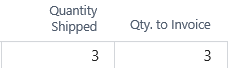 Quantity
Shipped
Qty. to Invoice
3
3